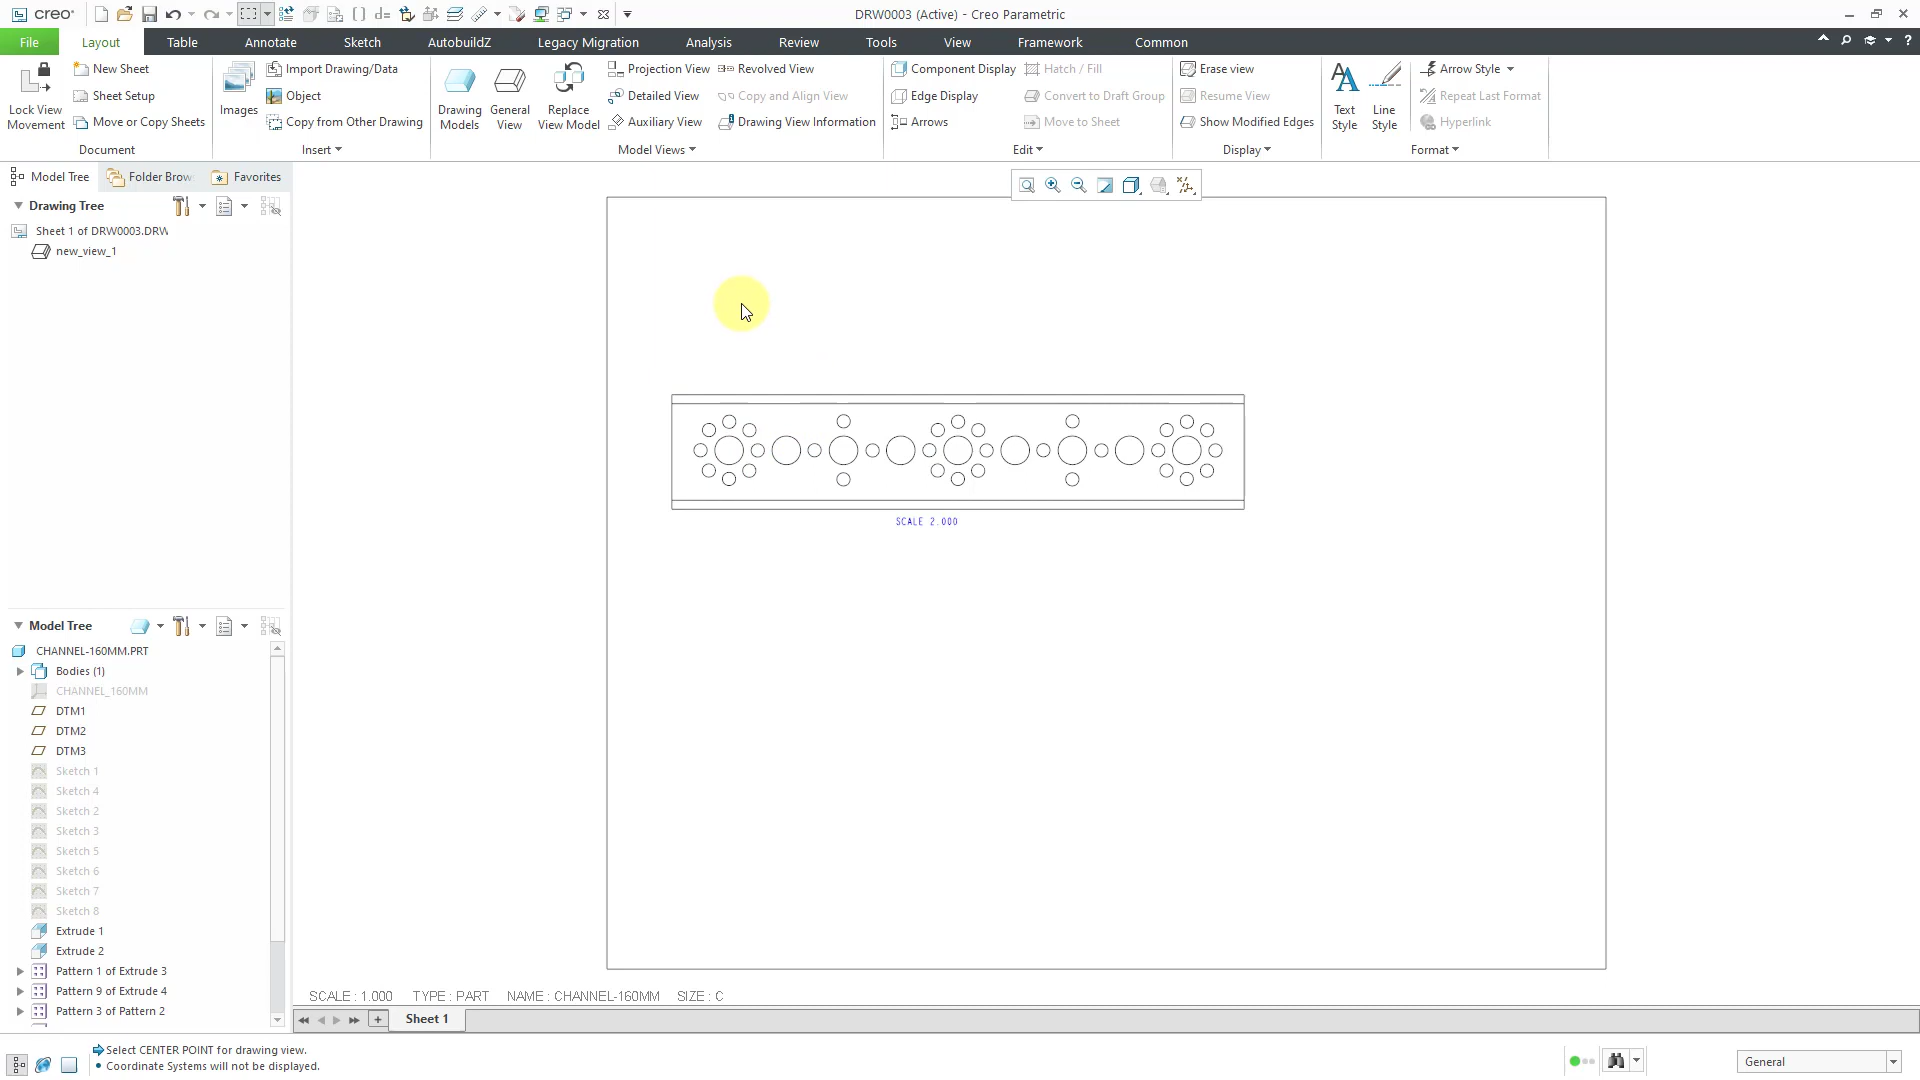 creo°
DRW0003 (Active) - Creo Parametric
File
Layout
Table
Annotate
Sketch
AutobuildZ
Legacy Migration
Analysis
Review
Tools
View
Framework
Common
Lock View Movement
New Sheet
Sheet Setup
Move or Copy Sheets
Document
Images
Import Drawing/Data
Object
Copy from Other Drawing
Insert
Drawing Models
General View
Replace View Model
Projection View
Detailed View
Auxiliary View
Revolved View
Copy and Align View
Drawing View Information
Model Views
Component Display
Edge Display
Arrows
Hatch / Fill
Convert to Draft Group
Move to Sheet
Edit
Erase view
Resume View
Show Modified Edges
Display
Text Style
Line Style
Arrow Style
Repeat Last Format
Hyperlink
Format
Model Tree
Folder Brow
Favorites
Drawing Tree
Sheet 1 of DRW0003.DRW
new_view_1
SCALE 2.000
Model Tree
CHANNEL-160MM.PRT
Bodies (1)
CHANNEL_160MM
DTM1
DTM2
DTM3
Sketch 1
Sketch 4
Sketch 2
Sketch 3
Sketch 5
Sketch 6
Sketch 7
Sketch 8
Extrude 1
Extrude 2
Pattern 1 of Extrude 3
Pattern 9 of Extrude 4
Pattern 3 of Pattern 2
SCALE : 1.000 TYPE : PART NAME : CHANNEL-160MM SIZE : C
Sheet 1
Select CENTER POINT for drawing view.
• Coordinate Systems will not be displayed.
General